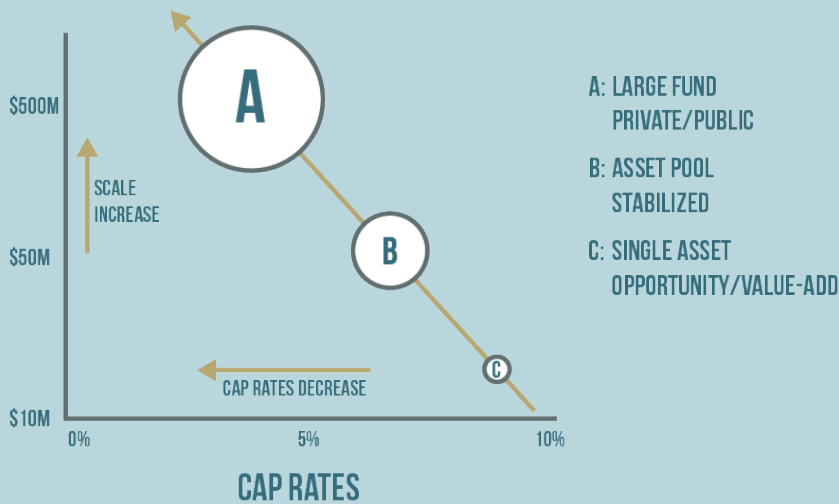 A
$500M
SCALE
INCREASE
$50M
B
C
CAP RATES DECREASE
$10M
0%
5%
10%
CAP RATES
A: LARGE FUND
PRIVATE/PUBLIC
B: ASSET POOL
STABILIZED
C: SINGLE ASSET
OPPORTUNITY/VALUE-ADD